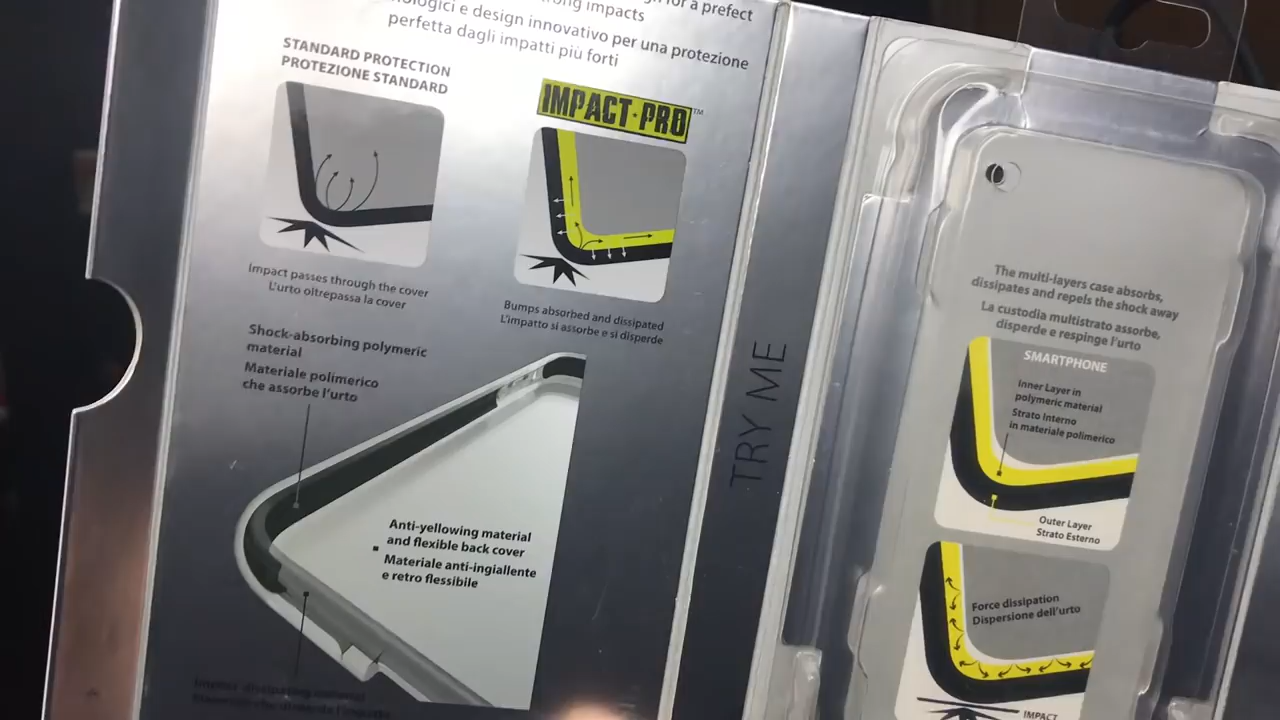 for a perfect
impacts
e design innovativo per una protezione
perfetta dagli impatti più forti
STANDARD PROTECTION
PROTEZIONE STANDARD
IMPACT·PRO™
Impact passes through the cover
L'urto oltrepassa la cover
Bumps absorbed and dissipated
L'impatto si assorbe e si disperde
Shock-absorbing polymeric
material
Materiale polimerico
che assorbe l'urto
Anti-yellowing material
and flexible back cover
Materiale anti-ingiallente
e retro flessibile
TRY ME
The multi-layers case absorbs,
dissipates and repels the shock away
La custodia multistrato assorbe,
disperde e respinge l'urto
SMARTPHONE
Inner Layer in
polymeric material
Strato Interno
in materiale polimerico
Outer Layer
Strato Esterno
Force dissipation
Dispersione dell'urto
IMPACT